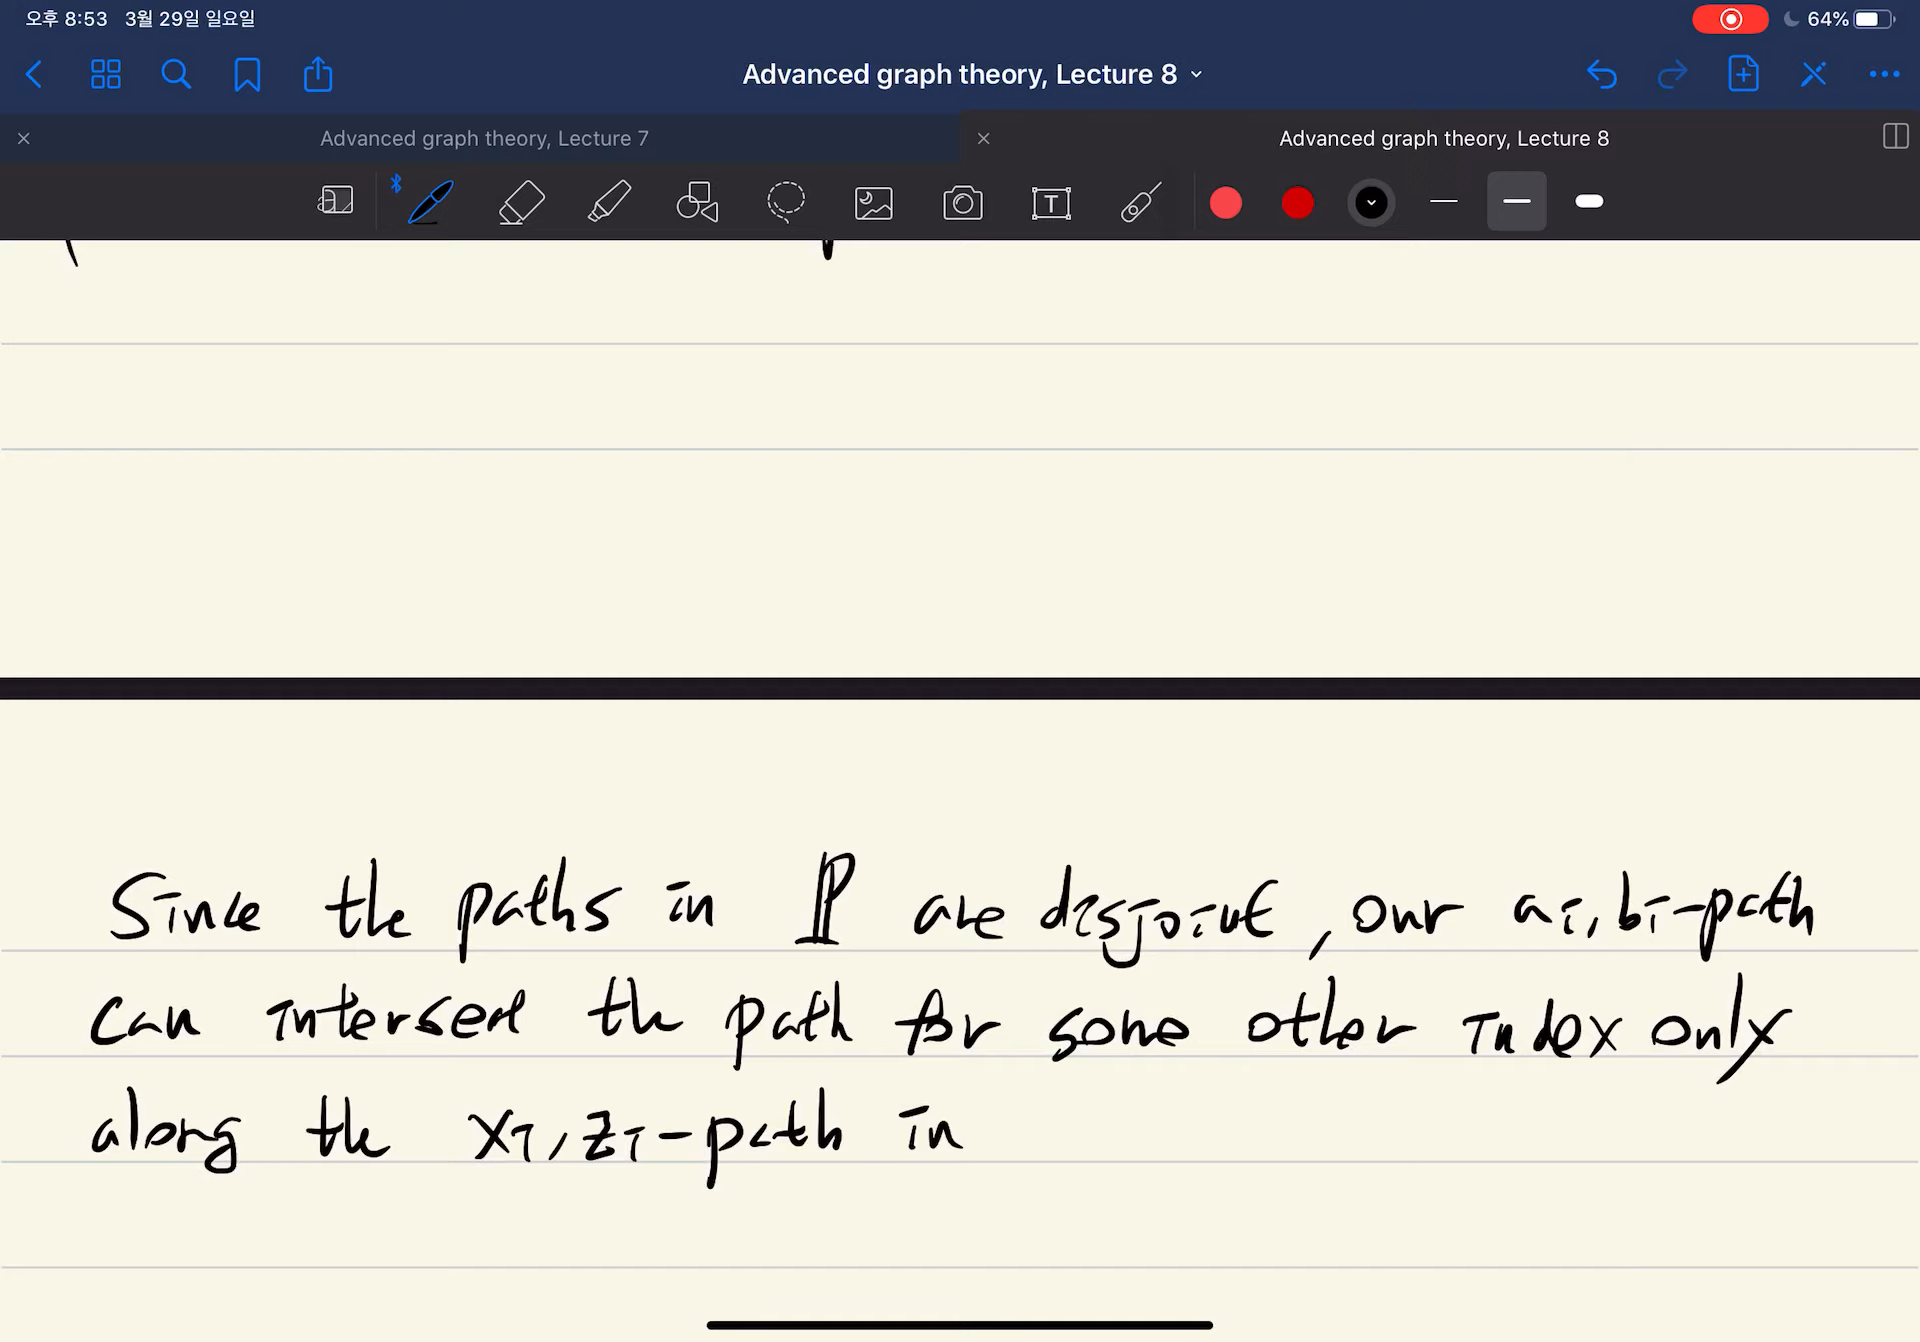 오후 8:53 3월 29일 일요일 64%
Advanced graph theory, Lecture 8
Advanced graph theory, Lecture 7 Advanced graph theory, Lecture 8
Since the paths in ℙ are disjoint, our aᵢ,bᵢ-path
can intersect the path for some other index only
along the xᵢ,zᵢ-path in